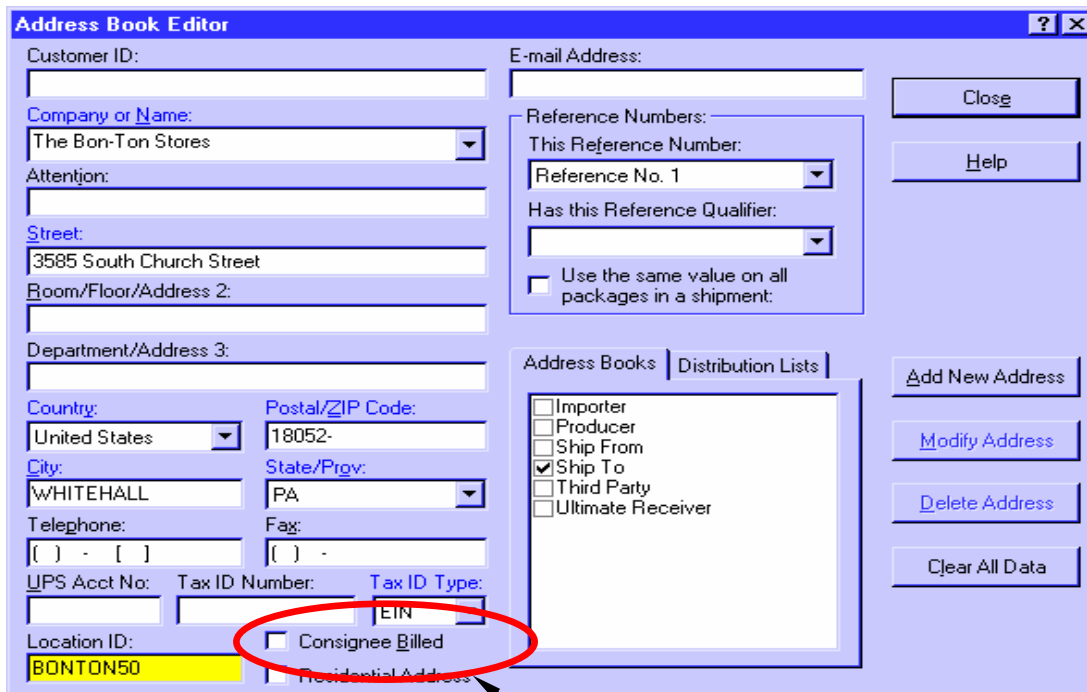 Address Book Editor
? X
Customer ID:
E-mail Address:
Close
Company or Name:
The Bon-Ton Stores
Reference Numbers:
This Reference Number:
Reference No. 1
Help
Attention:
Has this Reference Qualifier:
Street:
3585 South Church Street
Use the same value on all
packages in a shipment:
Room/Floor/Address 2:
Department/Address 3:
Address Books
Distribution Lists
Add New Address
Country:
Postal/ZIP Code:
United States
18052-
Importer
Producer
Ship From
Ship To
Third Party
Ultimate Receiver
Modify Address
City:
State/Prov:
WHITEHALL
PA
Delete Address
Telephone:
Fax:
( ) - [ ]
( ) -
Clear All Data
UPS Acct No:
Tax ID Number:
Tax ID Type:
EIN
Location ID:
Consignee Billed
BONTON50
Residential Address